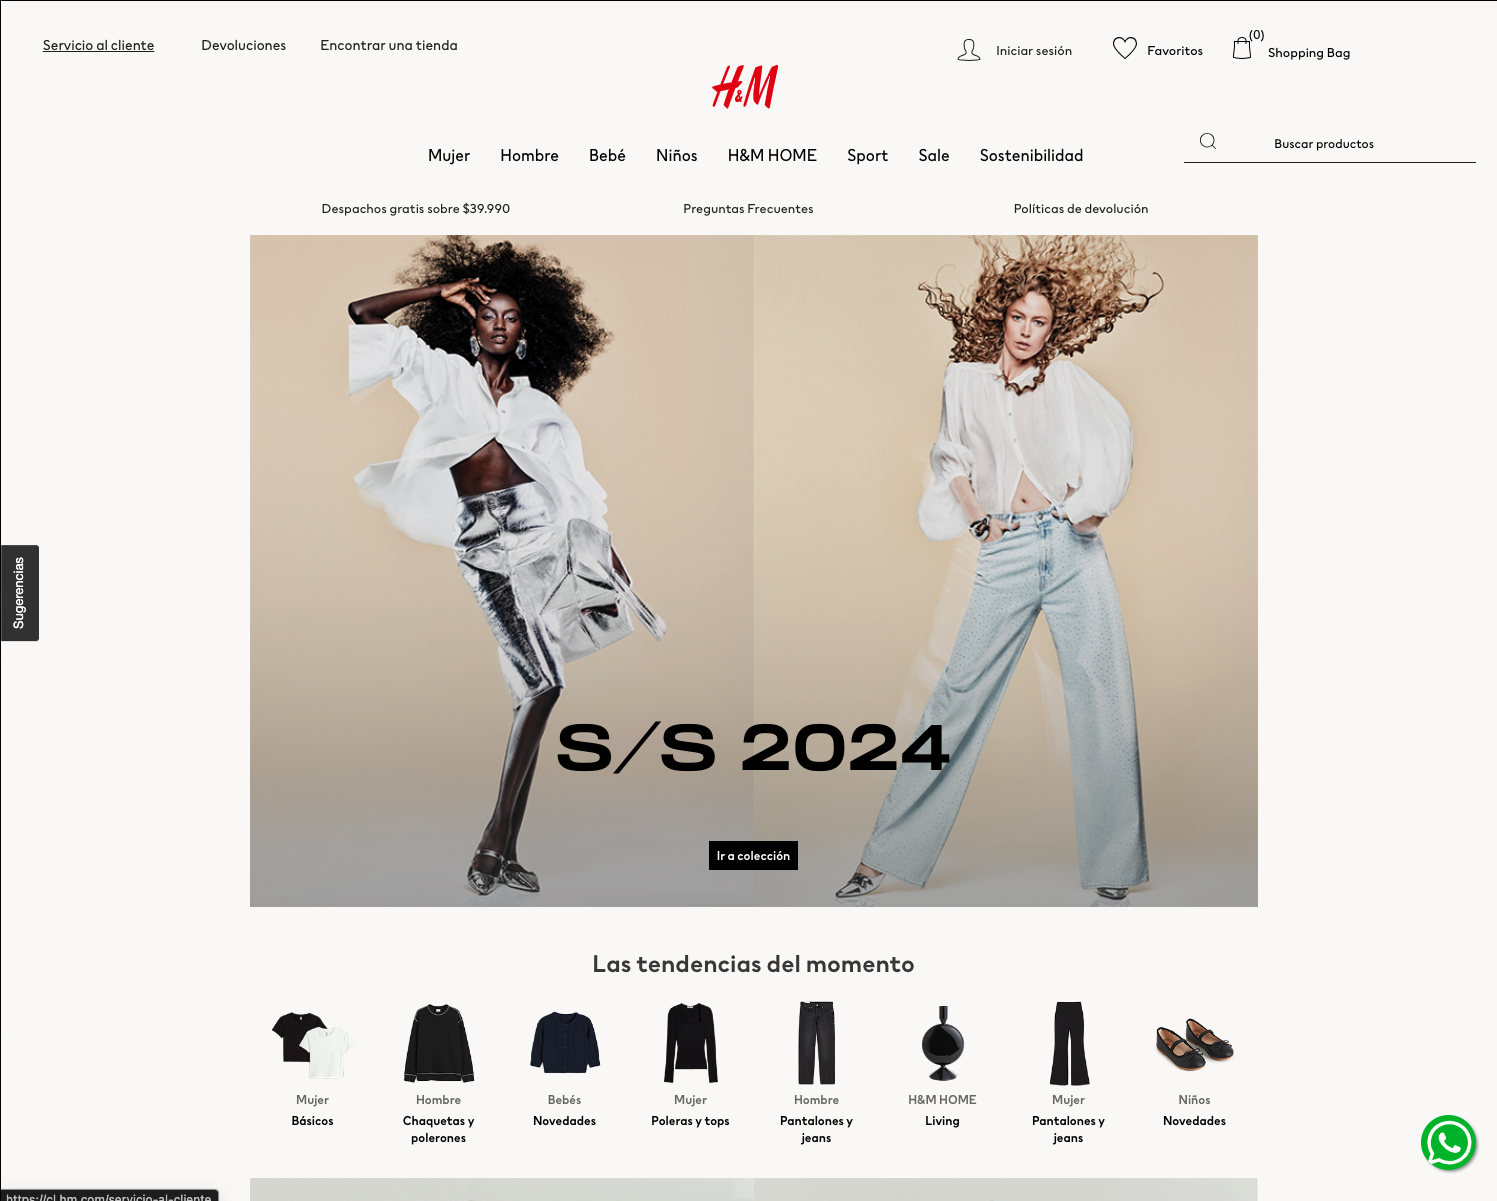 Servicio al cliente
Devoluciones
Encontrar una tienda
Iniciar sesión
Favoritos
(0)
Shopping Bag
H&M
Mujer
Hombre
Bebé
Niños
H&M HOME
Sport
Sale
Sostenibilidad
Buscar productos
Despachos gratis sobre $39.990
Preguntas Frecuentes
Políticas de devolución
Sugerencias
S/S 2024
Ir a colección
Las tendencias del momento
Mujer
Básicos
Hombre
Chaquetas y
polerones
Bebés
Novedades
Mujer
Poleras y tops
Hombre
Pantalones y
jeans
H&M HOME
Living
Mujer
Pantalones y
jeans
Niños
Novedades
https://cl.hm.com/servicio-al-cliente